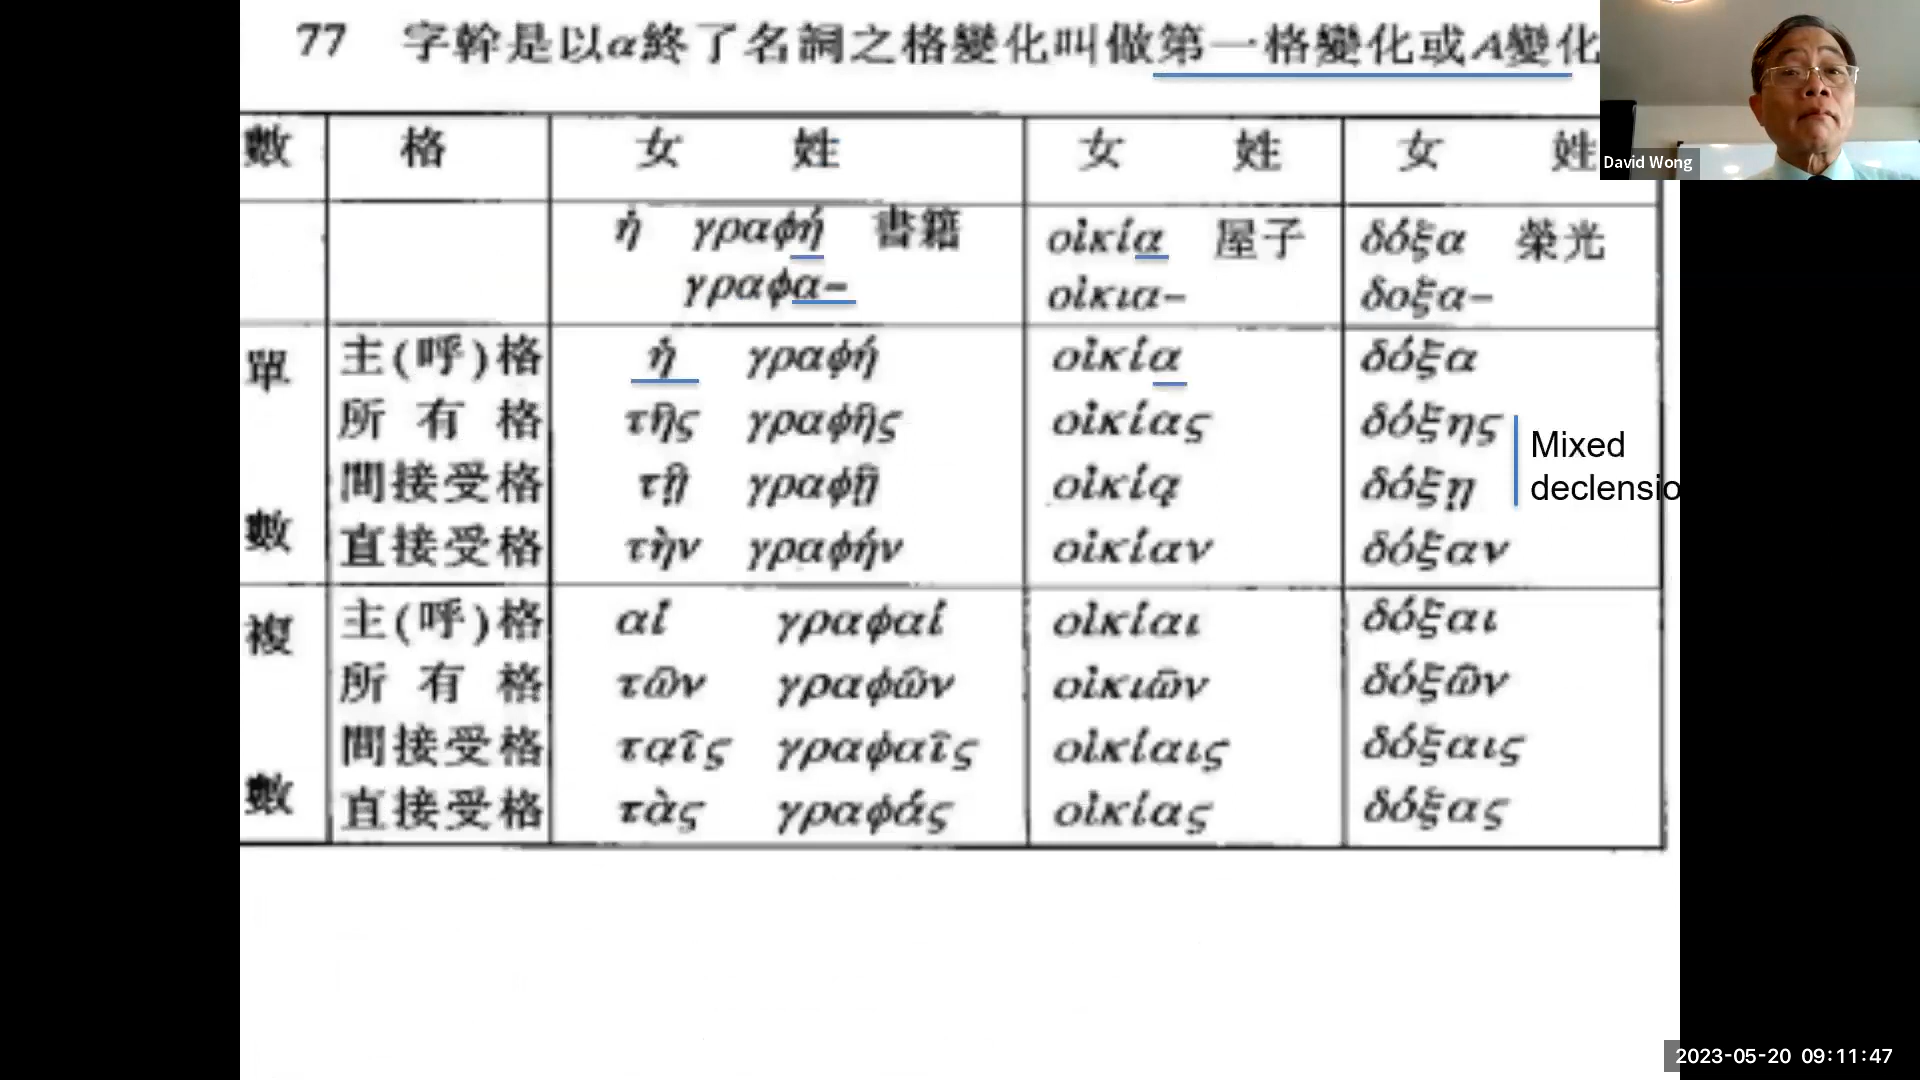 77 字幹是以α終了名詞之格變化叫做第一格變化或A變化
David Wong
數 格 女 姓 女 姓 女 姓
ἡ γραφή 書籍 οἰκία 屋子 δόξα 榮光
γραφα– οἰκια– δοξα–
單 主(呼)格 ἡ γραφή οἰκία δόξα
所有格 τῆς γραφῆς οἰκίας δόξης
Mixed
declensio
間接受格 τῇ γραφῇ οἰκίᾳ δόξῃ
數 直接受格 τὴν γραφήν οἰκίαν δόξαν
複 主(呼)格 αἱ γραφαί οἰκίαι δόξαι
所有格 τῶν γραφῶν οἰκιῶν δόξῶν
間接受格 ταῖς γραφαῖς οἰκίαις δόξαις
數 直接受格 τὰς γραφάς οἰκίας δόξας
2023-05-20 09:11:47